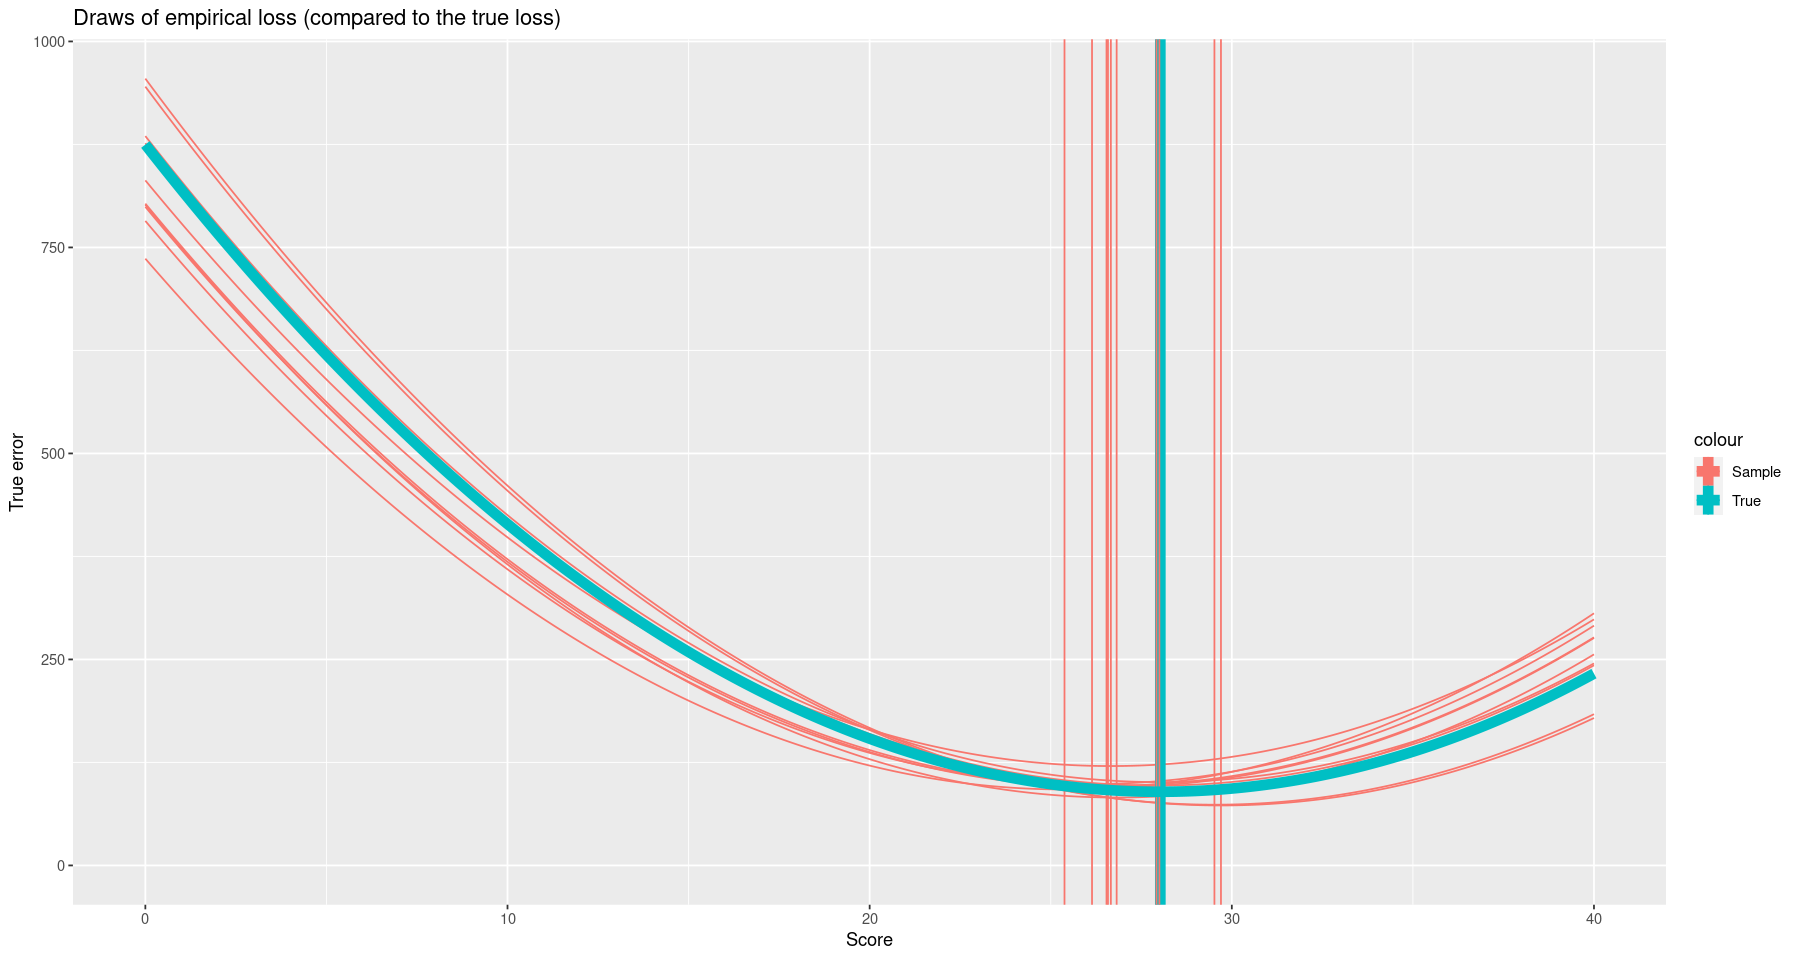 Draws of empirical loss (compared to the true loss)
True error
1000
750
500
250
0
0 10 20 30 40
Score
colour
Sample
True